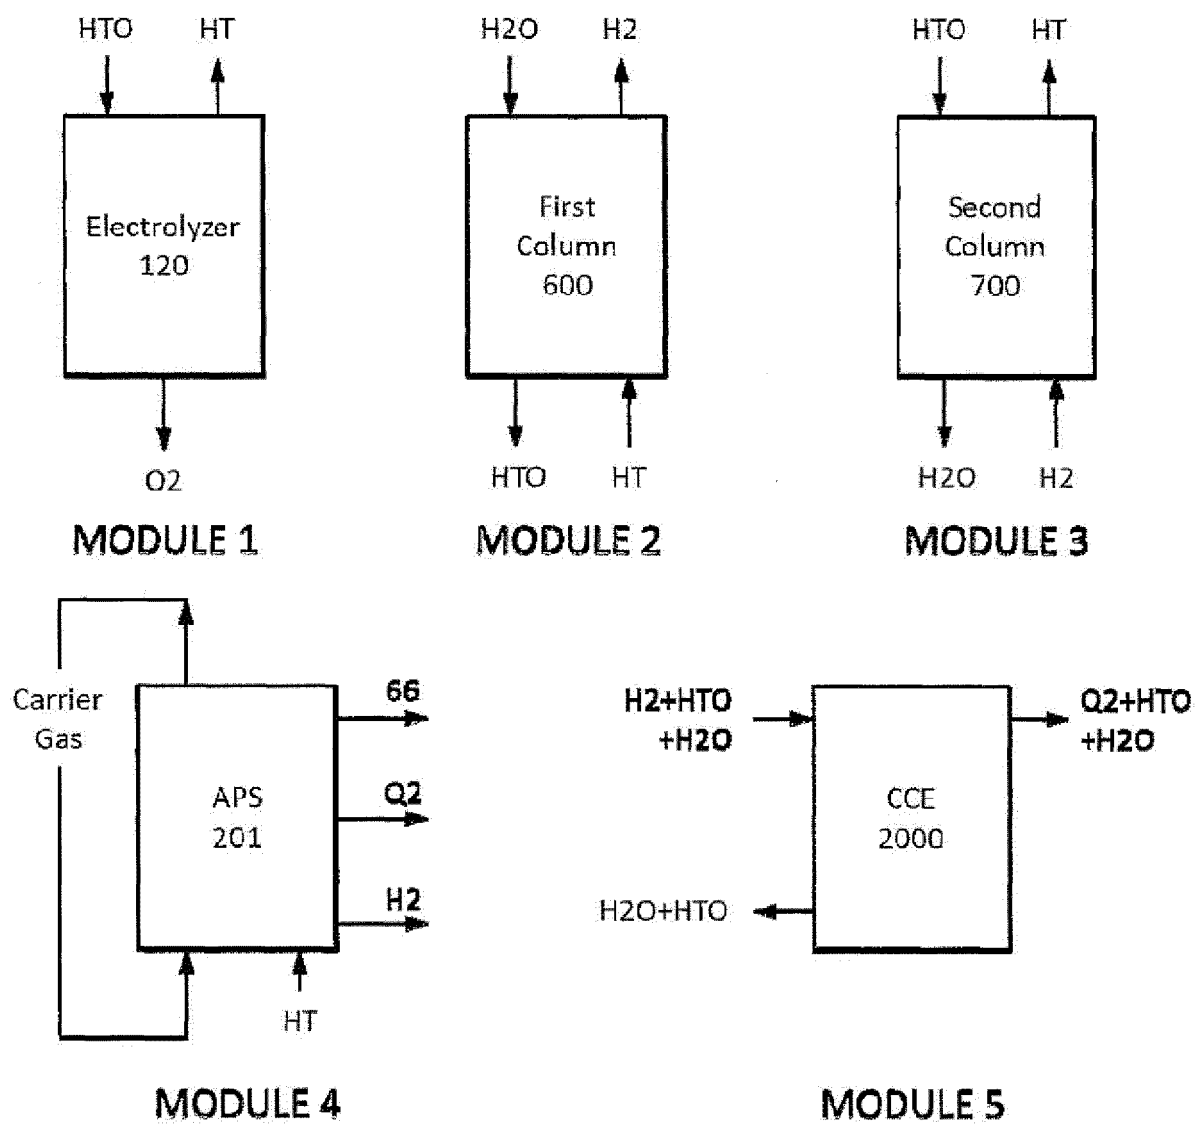 HTO HT
Electrolyzer
120
Q2
MODULE 1
H2O H2
First
Column
600
HTO HT
MODULE 2
HTO HT
Second
Column
700
H2O H2
MODULE 3
Carrier
Gas
APS
201
66
Q2
H2
HT
MODULE 4
H2+HTO
+H2O
CCE
2000
Q2+HTO
+H2O
H2O+HTO
MODULE 5